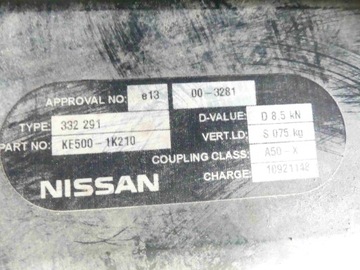 APPROVAL NO: e13 00-3281
TYPE: 332 291 D-VALUE: D 8.5 kN
PART NO: KE500-1K210 VERT.LD: S 075 kg
COUPLING CLASS: A50-X
NISSAN CHARGE: